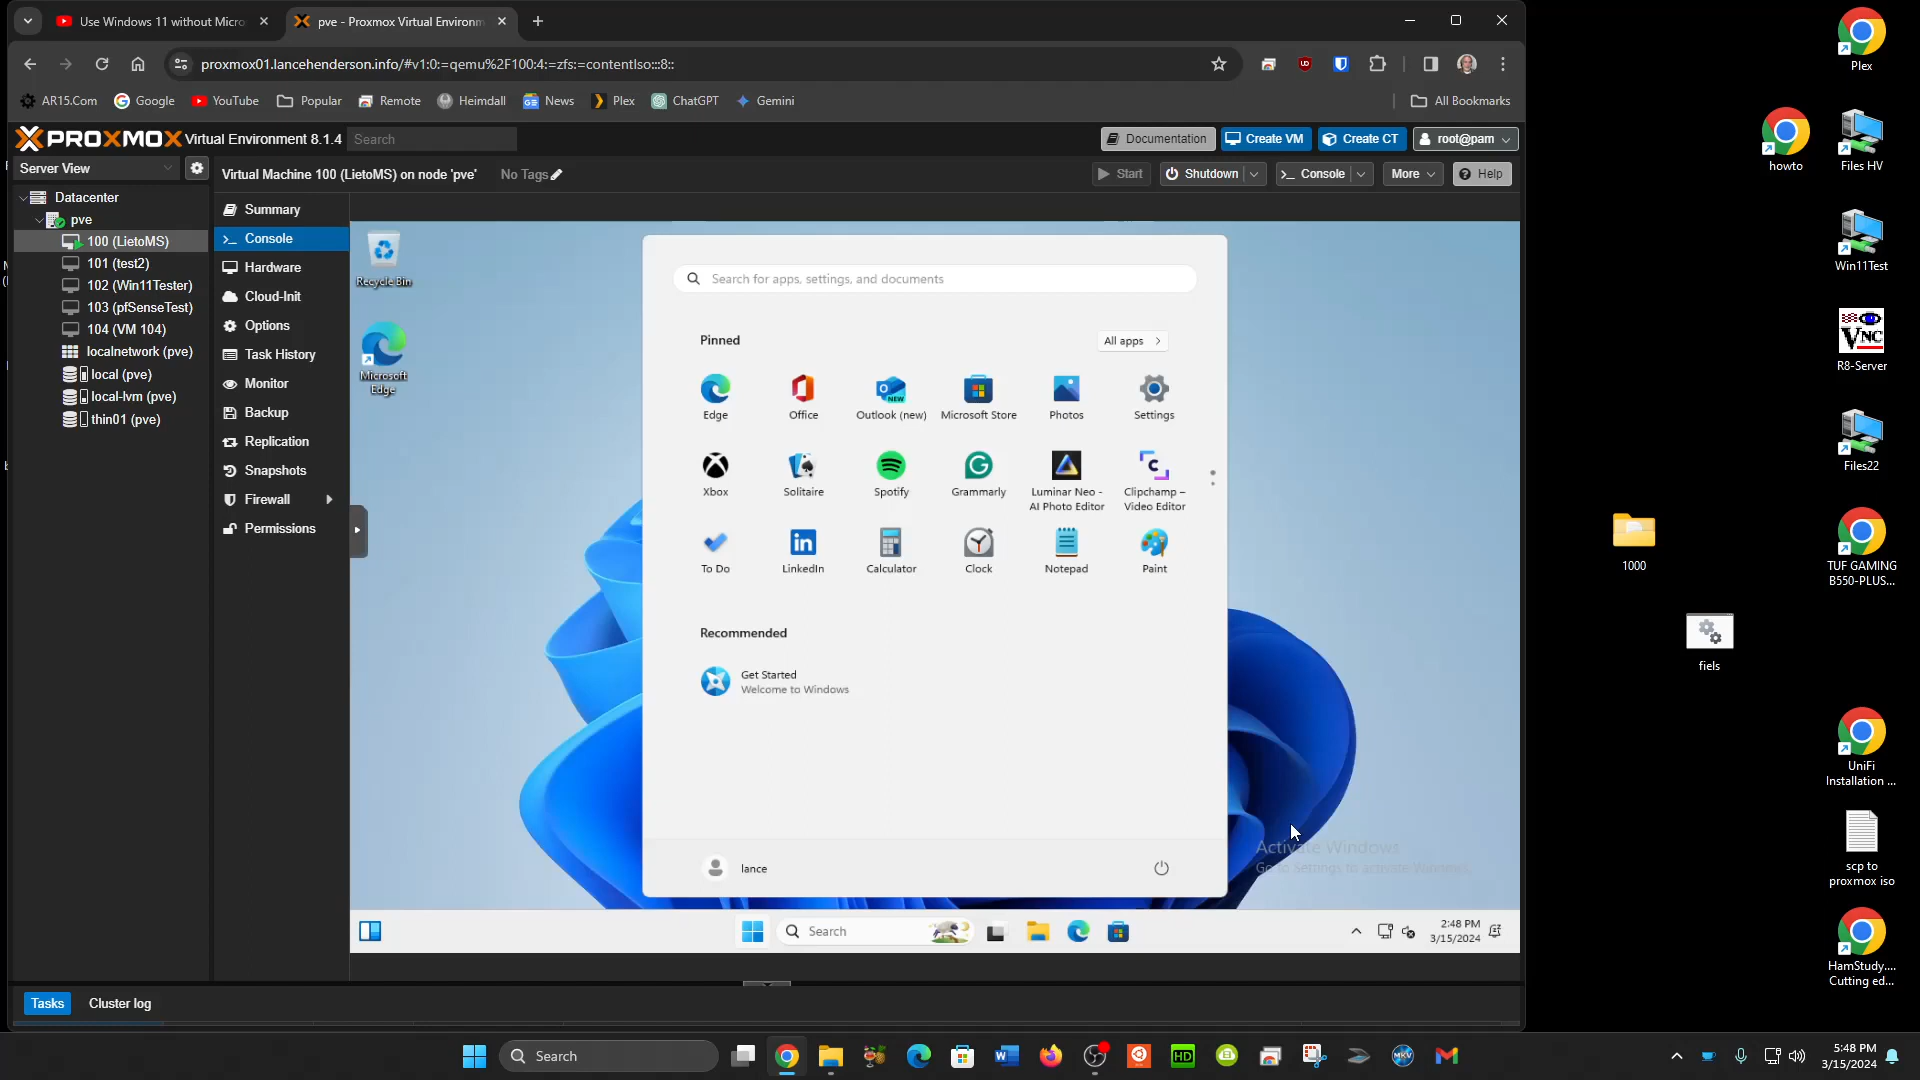 Use Windows 11 without Micro
pve - Proxmox Virtual Environm
proxmox01.lancehenderson.info/#v1:0:=qemu%2F100:4:=zfs:=contentIso:::8::
AR15.Com
Google
YouTube
Popular
Remote
Heimdall
News
Plex
ChatGPT
Gemini
All Bookmarks
PROXMOX Virtual Environment 8.1.4
Search
Documentation
Create VM
Create CT
root@pam
Server View
Virtual Machine 100 (LietoMS) on node 'pve'
No Tags
Start
Shutdown
Console
More
Help
Datacenter
pve
100 (LietoMS)
101 (test2)
102 (Win11Tester)
103 (pfSenseTest)
104 (VM 104)
localnetwork (pve)
local (pve)
local-lvm (pve)
thin01 (pve)
Summary
Console
Hardware
Cloud-Init
Options
Task History
Monitor
Backup
Replication
Snapshots
Firewall
Permissions
Recycle Bin
Microsoft
Edge
Search for apps, settings, and documents
Pinned
All apps
Edge
Office
Outlook (new)
Microsoft Store
Photos
Settings
Xbox
Solitaire
Spotify
Grammarly
Luminar Neo -
AI Photo Editor
Clipchamp –
Video Editor
To Do
LinkedIn
Calculator
Clock
Notepad
Paint
Recommended
Get Started
Welcome to Windows
lance
Activate Windows
Go to Settings to activate Windows.
Search
2:48 PM
3/15/2024
Tasks
Cluster log
Plex
howto
Files HV
Win11Test
VNC
R8-Server
Files22
1000
TUF GAMING
B550-PLUS...
fiels
UniFi
Installation ...
scp to
proxmox iso
HamStudy....
Cutting ed...
Search
5:48 PM
3/15/2024